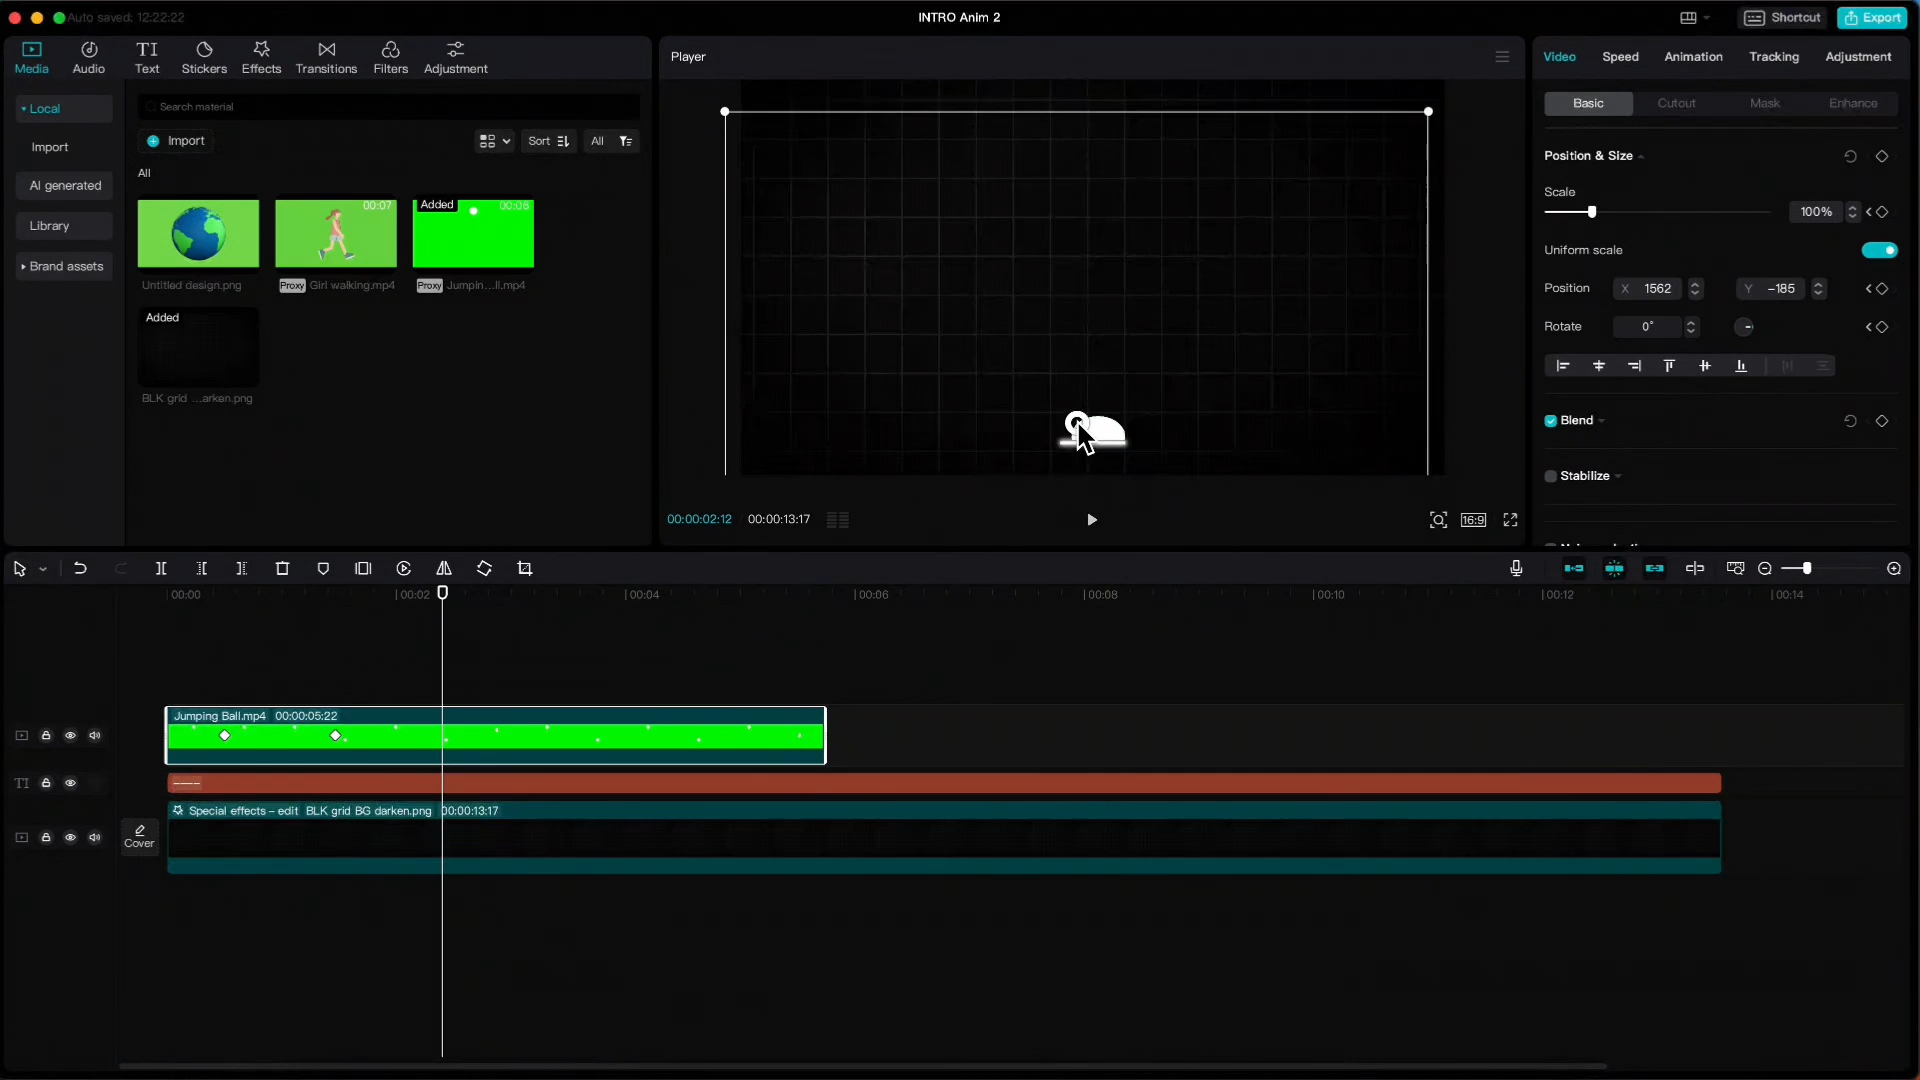 Auto saved: 12:22:22
INTRO Anim 2
Shortcut
Export
Media
Audio
TI
Text
Stickers
Effects
Transitions
Filters
Adjustment
Player
Video
Speed
Animation
Tracking
Adjustment
Local
Import
AI generated
Library
Brand assets
Search material
Import
Sort
All
All
00:07
Added
00:06
Untitled design.png
Proxy Girl walking.mp4
Proxy Jumpin...ll.mp4
Added
BLK grid ...arken.png
Basic
Cutout
Mask
Enhance
Position & Size
Scale
100%
Uniform scale
Position
X 1562
Y -185
Rotate
0°
Blend
Stabilize
00:00:02:12
00:00:13:17
16:9
00:00
00:02
00:04
00:06
00:08
00:10
00:12
00:14
Jumping Ball.mp4 00:00:05:22
TI
Special effects – edit BLK grid BG darken.png 00:00:13:17
Cover